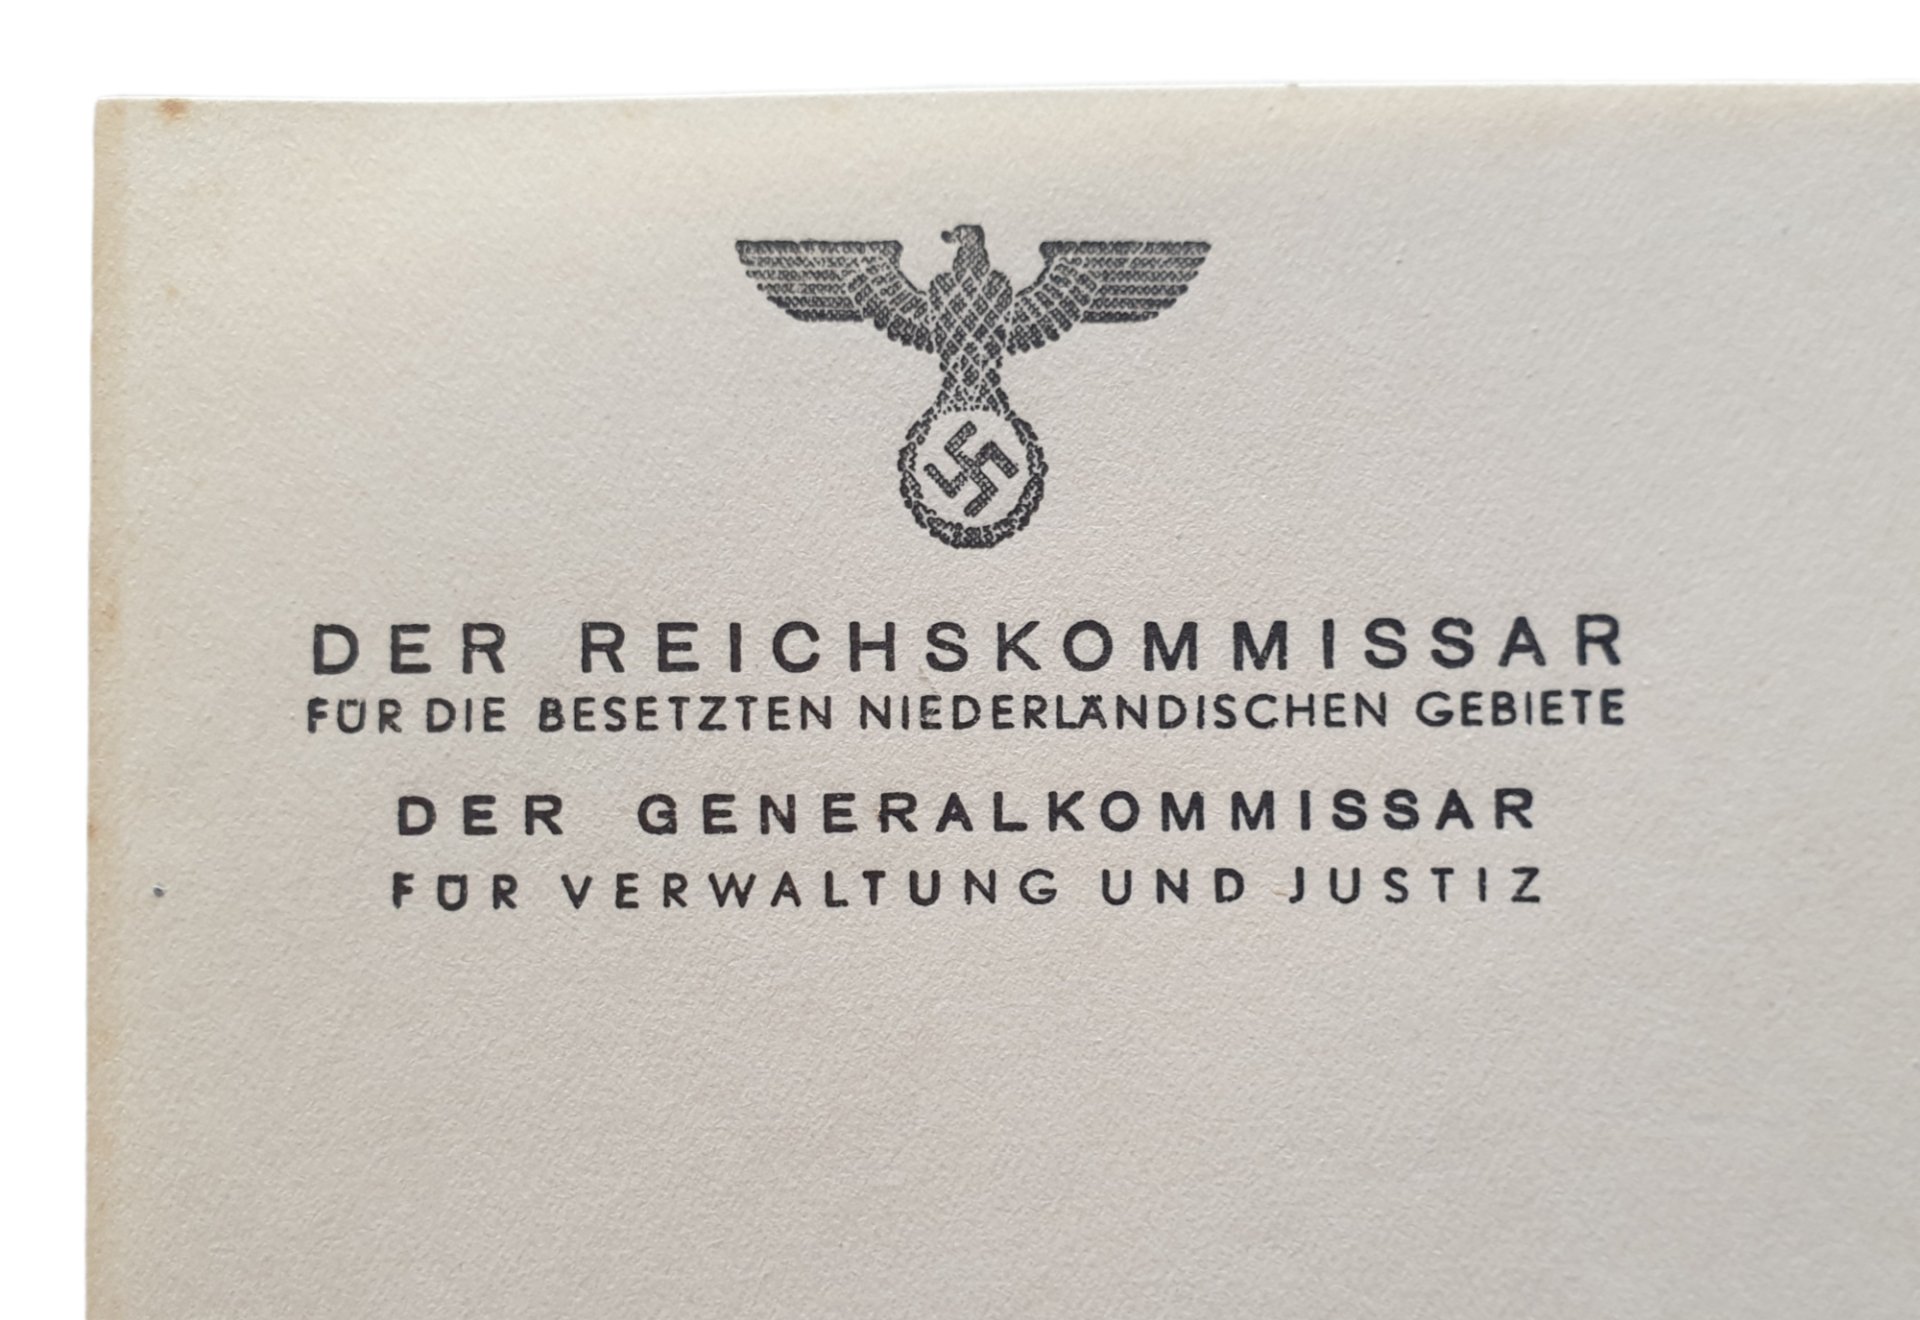 DER REICHSKOMMISSAR
FÜR DIE BESETZTEN NIEDERLÄNDISCHEN GEBIETE
DER GENERALKOMMISSAR
FÜR VERWALTUNG UND JUSTIZ